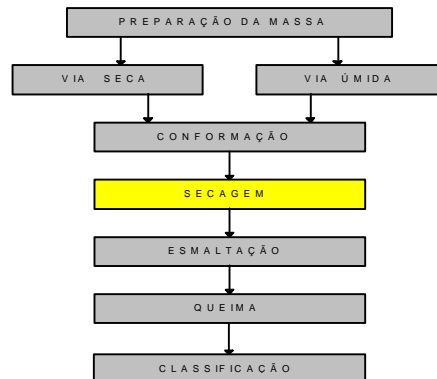 PREPARAÇÃO DA MASSA
VIA SECA
VIA ÚMIDA
CONFORMAÇÃO
SECAGEM
ESMALTAÇÃO
QUEIMA
CLASSIFICAÇÃO